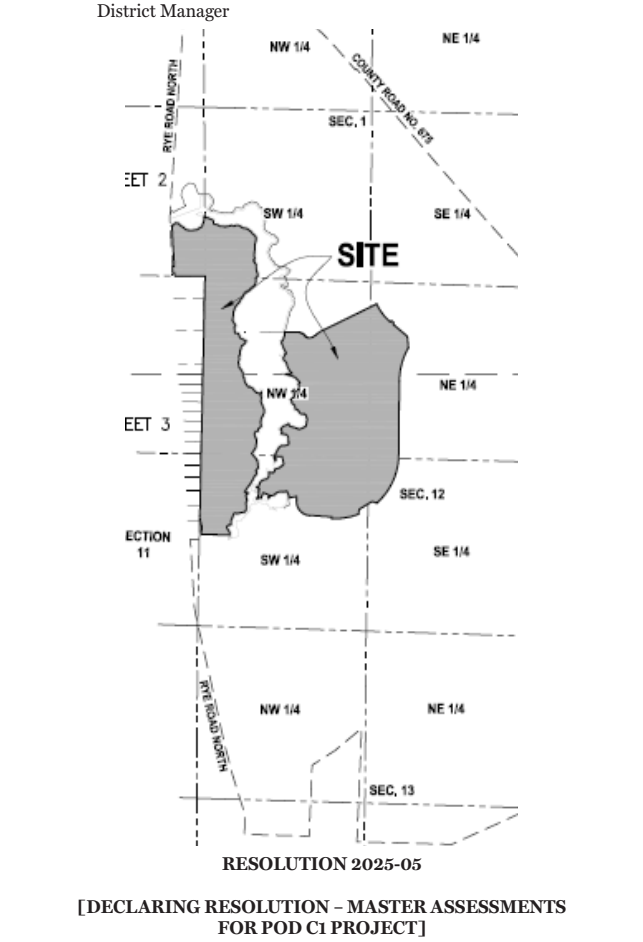 District Manager
NW 1/4
NE 1/4
RYE ROAD NORTH
COUNTY ROAD NO. 675
SEC. 1
EET 2
SW 1/4
SE 1/4
SITE
NW 1/4
NE 1/4
EET 3
SEC. 12
ECTION
11
SW 1/4
SE 1/4
RYE ROAD NORTH
NW 1/4
NE 1/4
SEC. 13
RESOLUTION 2025-05
[DECLARING RESOLUTION – MASTER ASSESSMENTS
FOR POD C1 PROJECT]